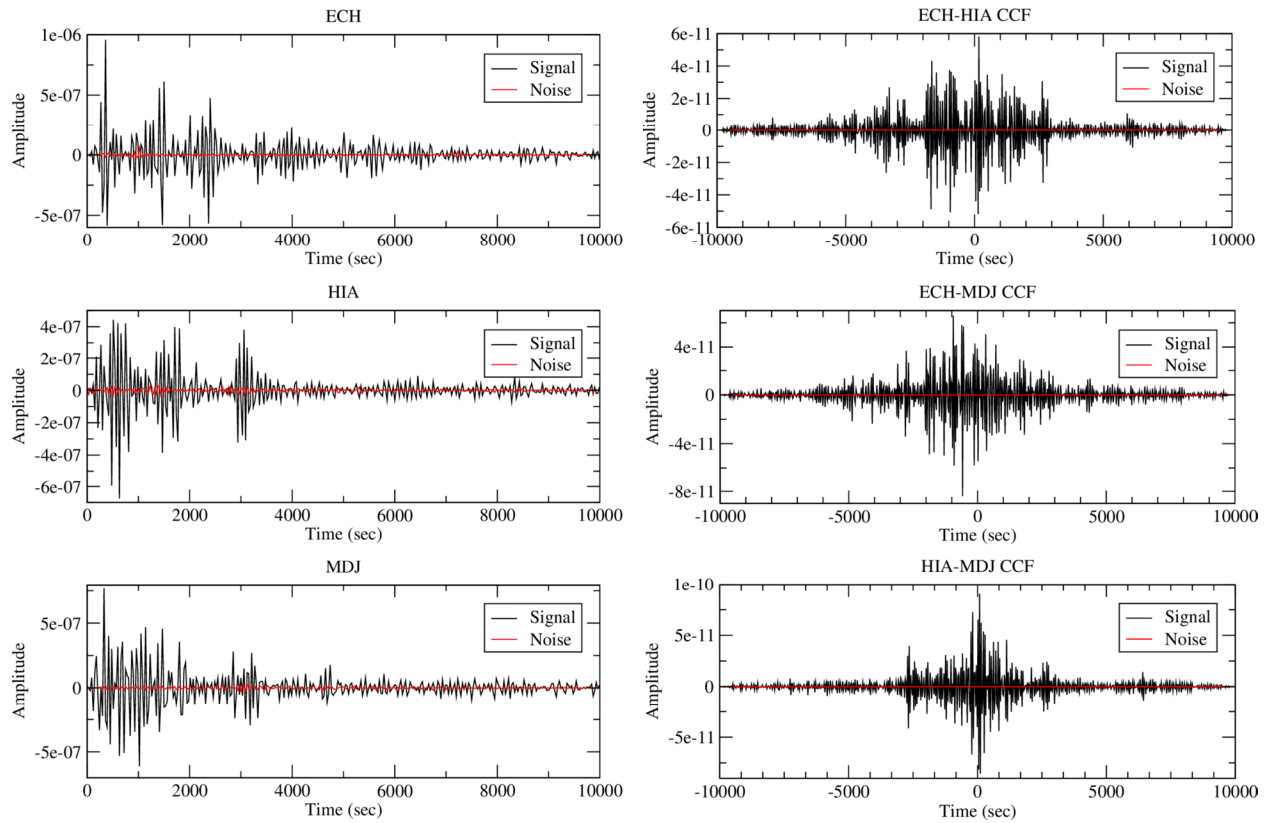 ECH
1e-06
5e-07
0
-5e-07
Amplitude
Signal
Noise
0 2000 4000 6000 8000 10000
Time (sec)
ECH-HIA CCF
6e-11
4e-11
2e-11
0
-2e-11
-4e-11
-6e-11
Amplitude
Signal
Noise
-10000 -5000 0 5000 10000
Time (sec)
HIA
4e-07
2e-07
0
-2e-07
-4e-07
-6e-07
Amplitude
Signal
Noise
0 2000 4000 6000 8000 10000
Time (sec)
ECH-MDJ CCF
4e-11
0
-4e-11
-8e-11
Amplitude
Signal
Noise
-10000 -5000 0 5000 10000
Time (sec)
MDJ
5e-07
0
-5e-07
Amplitude
Signal
Noise
0 2000 4000 6000 8000 10000
Time (sec)
HIA-MDJ CCF
1e-10
5e-11
0
-5e-11
Amplitude
Signal
Noise
-10000 -5000 0 5000 10000
Time (sec)